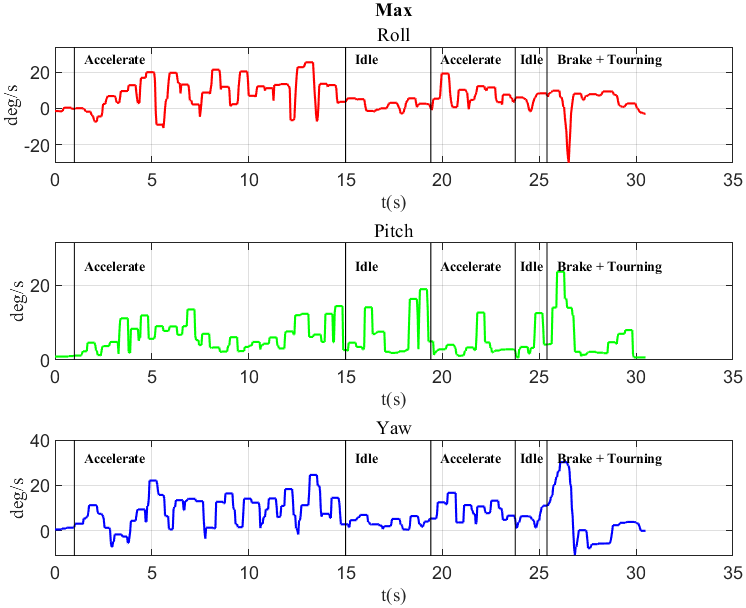 Max
Roll
Accelerate Idle Accelerate Idle Brake + Tourning
deg/s
20
0
-20
0 5 10 15 20 25 30 35
t(s)
Pitch
Accelerate Idle Accelerate Idle Brake + Tourning
deg/s
20
0
0 5 10 15 20 25 30 35
t(s)
Yaw
Accelerate Idle Accelerate Idle Brake + Tourning
deg/s
40
20
0
0 5 10 15 20 25 30 35
t(s)